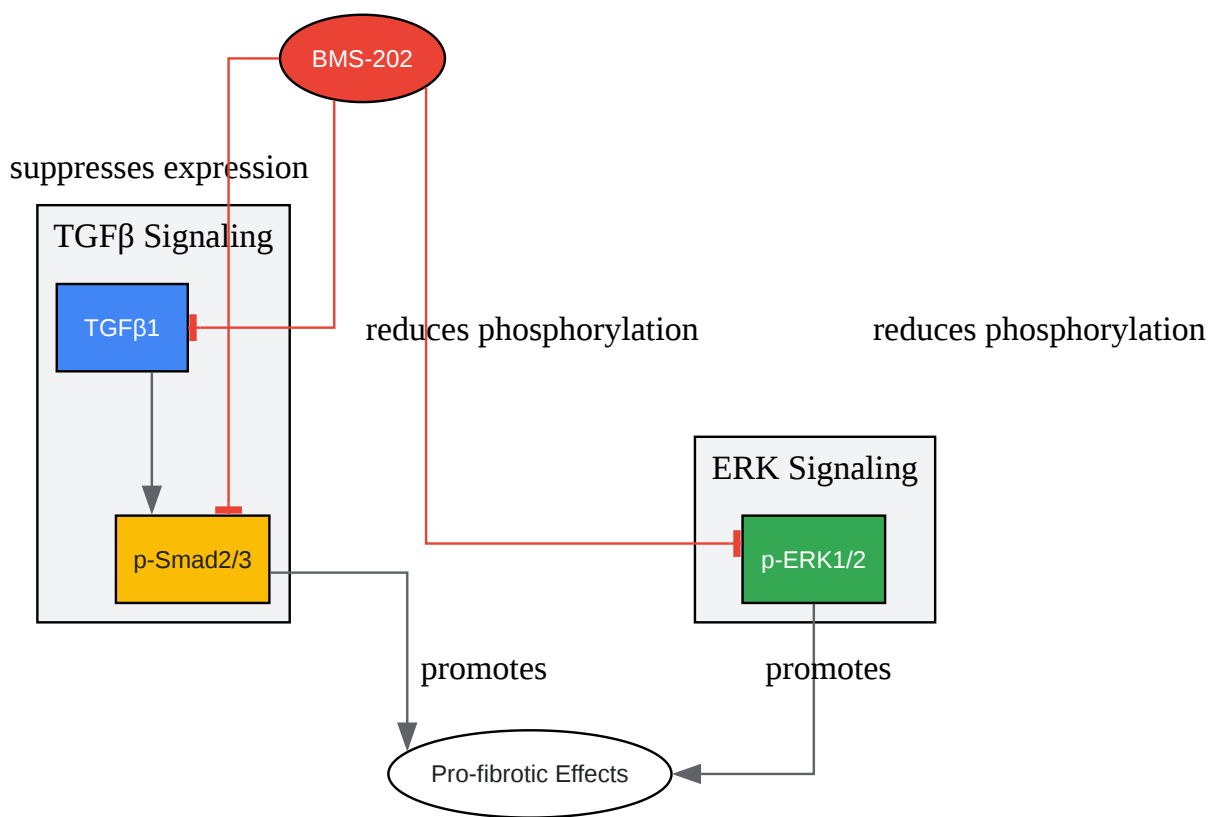 BMS-202
suppresses expression
TGFβ Signaling
TGFβ1
reduces phosphorylation
reduces phosphorylation
ERK Signaling
p-Smad2/3
p-ERK1/2
promotes
promotes
Pro-fibrotic Effects